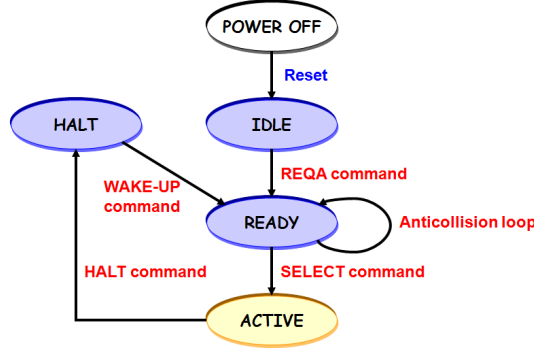 POWER OFF
Reset
HALT
IDLE
REQA command
WAKE-UP
command
READY
Anticollision loop
HALT command
SELECT command
ACTIVE